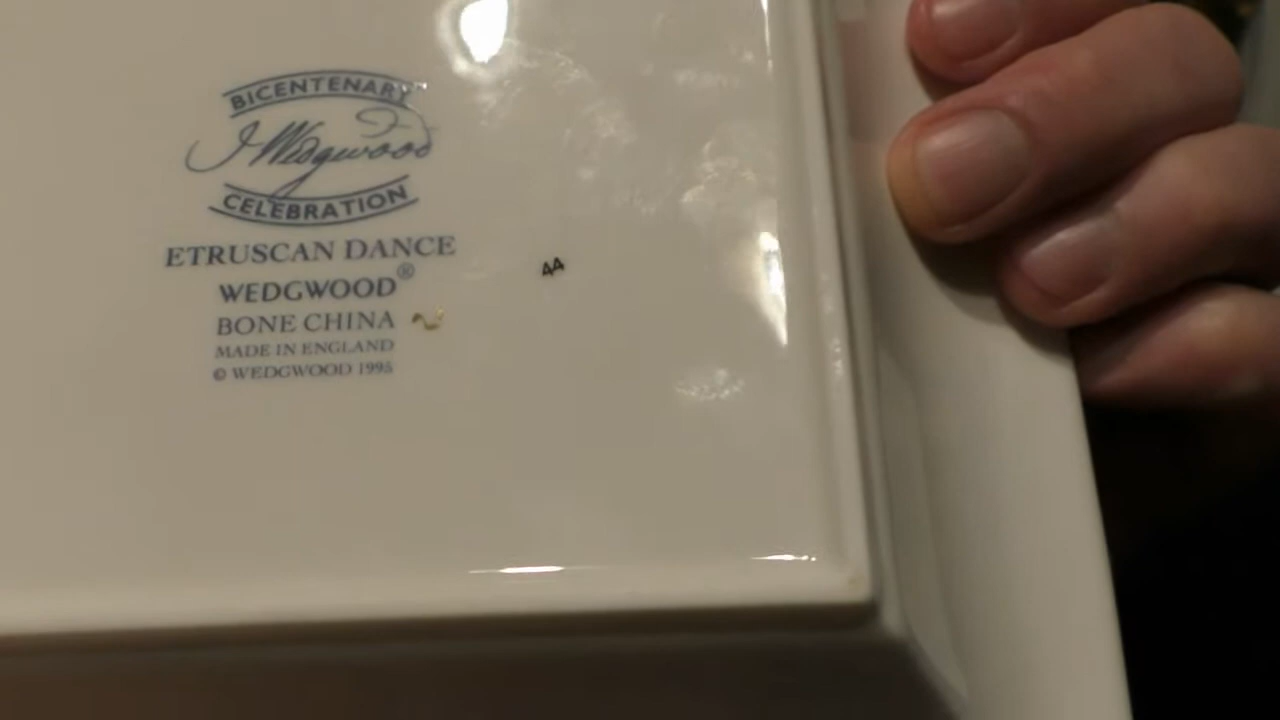 BICENTENARY
J Wedgwood
CELEBRATION
ETRUSCAN DANCE
WEDGWOOD®
BONE CHINA
MADE IN ENGLAND
© WEDGWOOD 1995
44